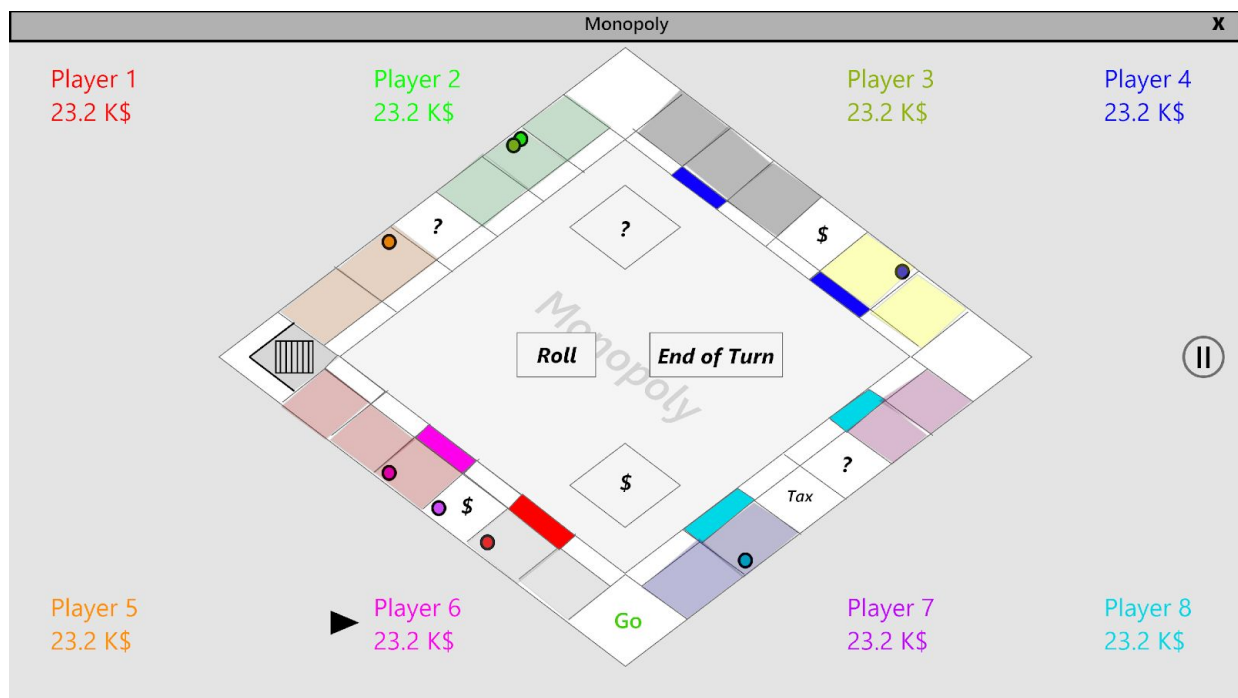 Monopoly
X
Player 1
23.2 K$
Player 2
23.2 K$
Player 3
23.2 K$
Player 4
23.2 K$
?
?
$
Monopoly
Roll
End of Turn
$
$
?
Tax
Go
Player 5
23.2 K$
Player 6
23.2 K$
Player 7
23.2 K$
Player 8
23.2 K$